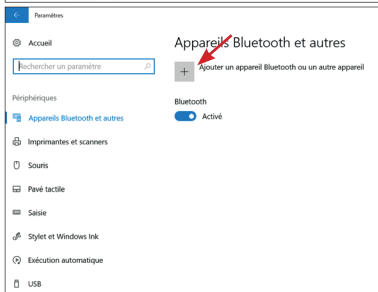 Paramètres
Accueil
Rechercher un paramètre
Périphériques
Appareils Bluetooth et autres
Imprimantes et scanners
Souris
Pavé tactile
Saisie
Stylet et Windows Ink
Exécution automatique
USB
Appareils Bluetooth et autres
Ajouter un appareil Bluetooth ou un autre appareil
Bluetooth
Activé